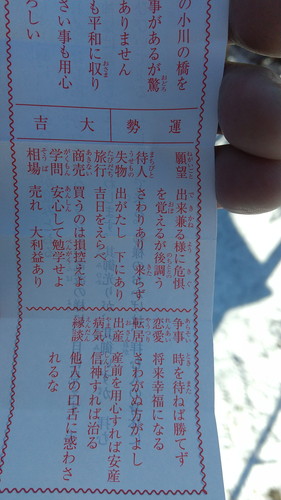 の小川の橋を
事があるが驚
ありません
も平和に取り
さい事も用心
ろしい
運勢
大吉
願望 出来兼る様に危惧
を覚えるが後調う
待人 さわりあり 来らず
失物 出がたし 下にあり
旅行 吉日をえらべ
商売 買うのは損控えよ
学問 安心して勉学せよ
相場 売れ 大利益あり
争事 時を待ねば勝てず
恋愛 将来幸福になる
転居 さわがぬ方がよし
出産 産前を用心すれば安産
病気 信神すれば治る
縁談 他人の口舌に惑わさ
れるな